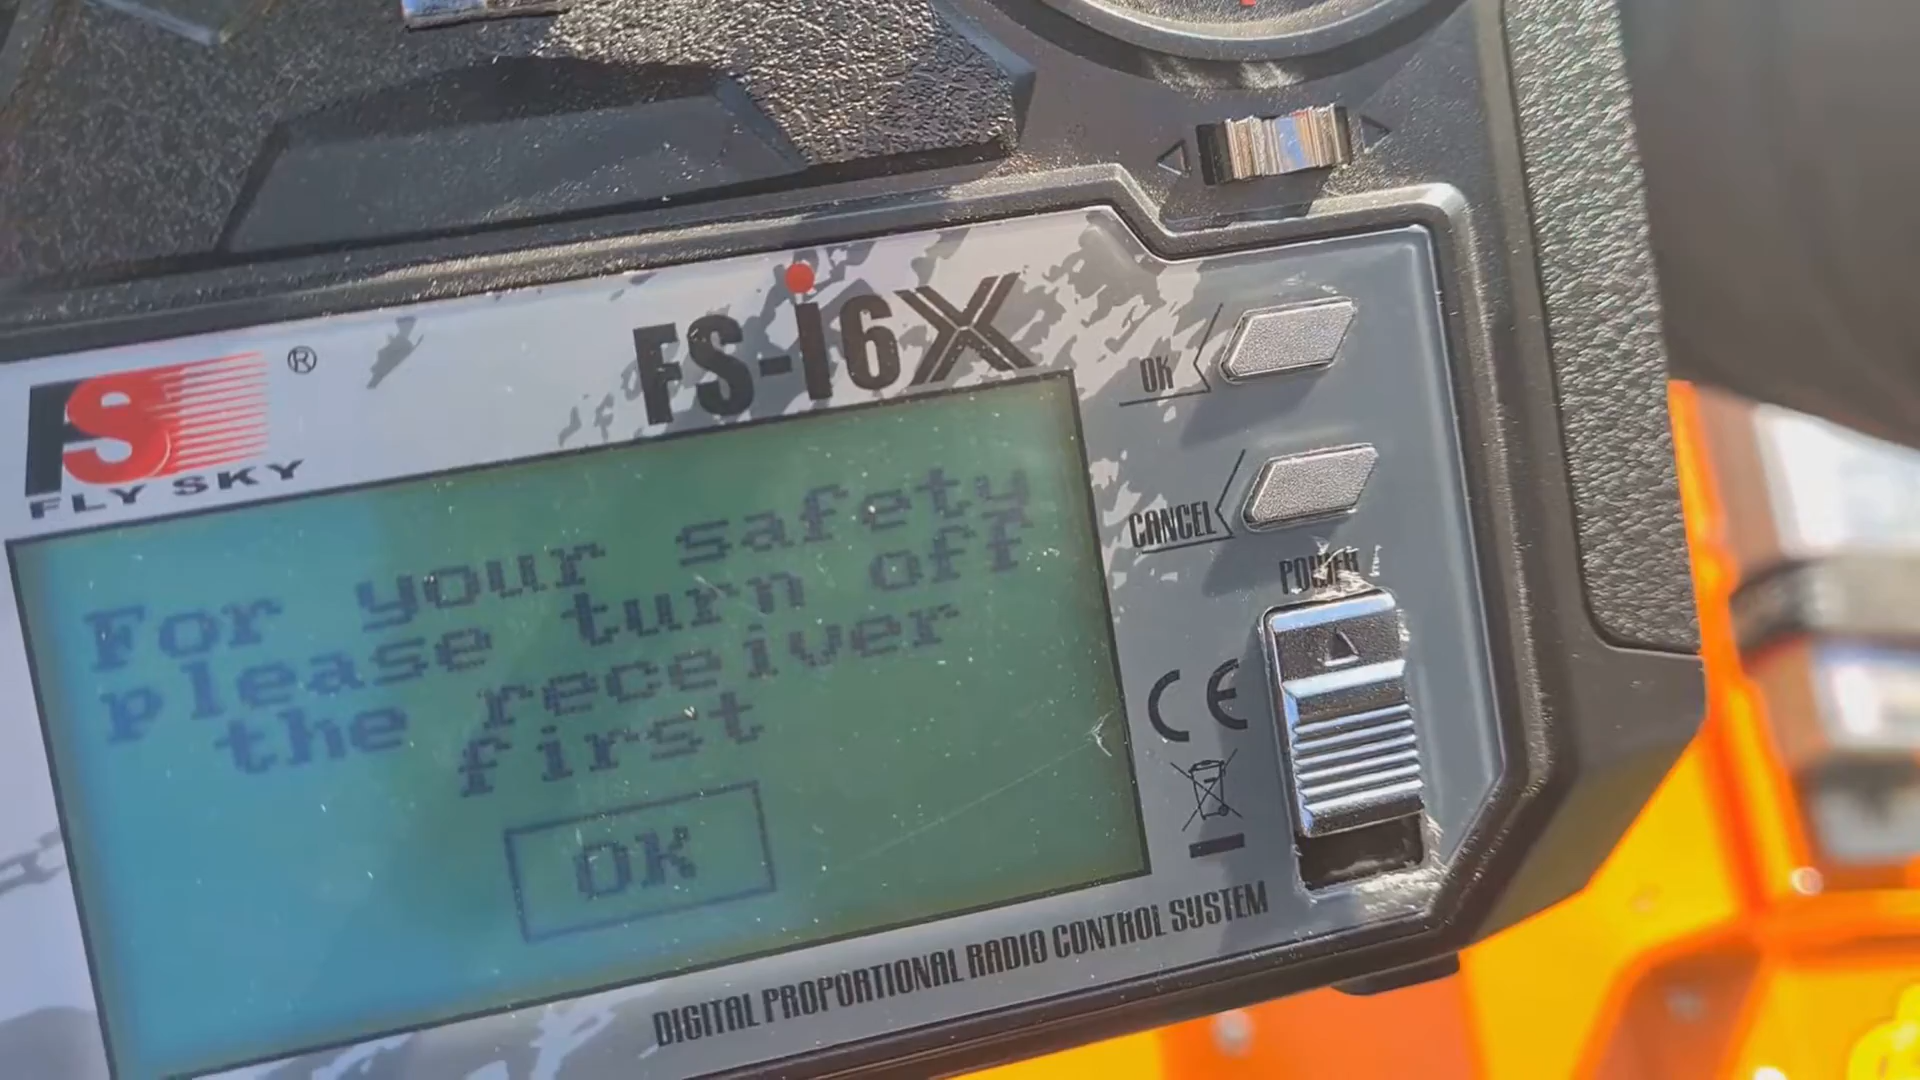 FS-i6X
FS ®
FLY SKY
OK
CANCEL
POWER
For your safety
please turn off
the receiver
first
OK
CE
DIGITAL PROPORTIONAL RADIO CONTROL SYSTEM